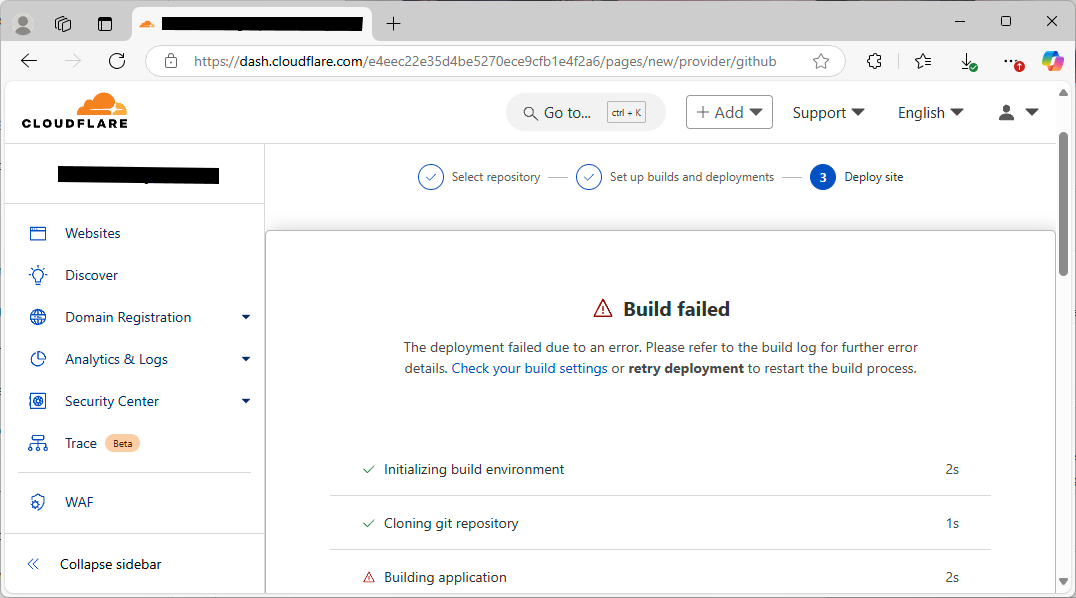 https://dash.cloudflare.com/e4eec22e35d4be5270ece9cfb1e4f2a6/pages/new/provider/github
CLOUDFLARE
Go to... ctrl + K
+ Add
Support
English
Select repository
Set up builds and deployments
3 Deploy site
Websites
Discover
Domain Registration
Analytics & Logs
Security Center
Trace Beta
WAF
Collapse sidebar
Build failed
The deployment failed due to an error. Please refer to the build log for further error
details. Check your build settings or retry deployment to restart the build process.
Initializing build environment 2s
Cloning git repository 1s
Building application 2s